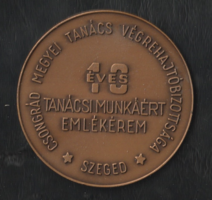 CSONGRÁD MEGYEI TANÁCS VÉGREHAJTÓBIZOTTSÁGA
10
ÉVES
TANÁCSI MUNKÁÉRT
EMLÉKÉREM
SZEGED